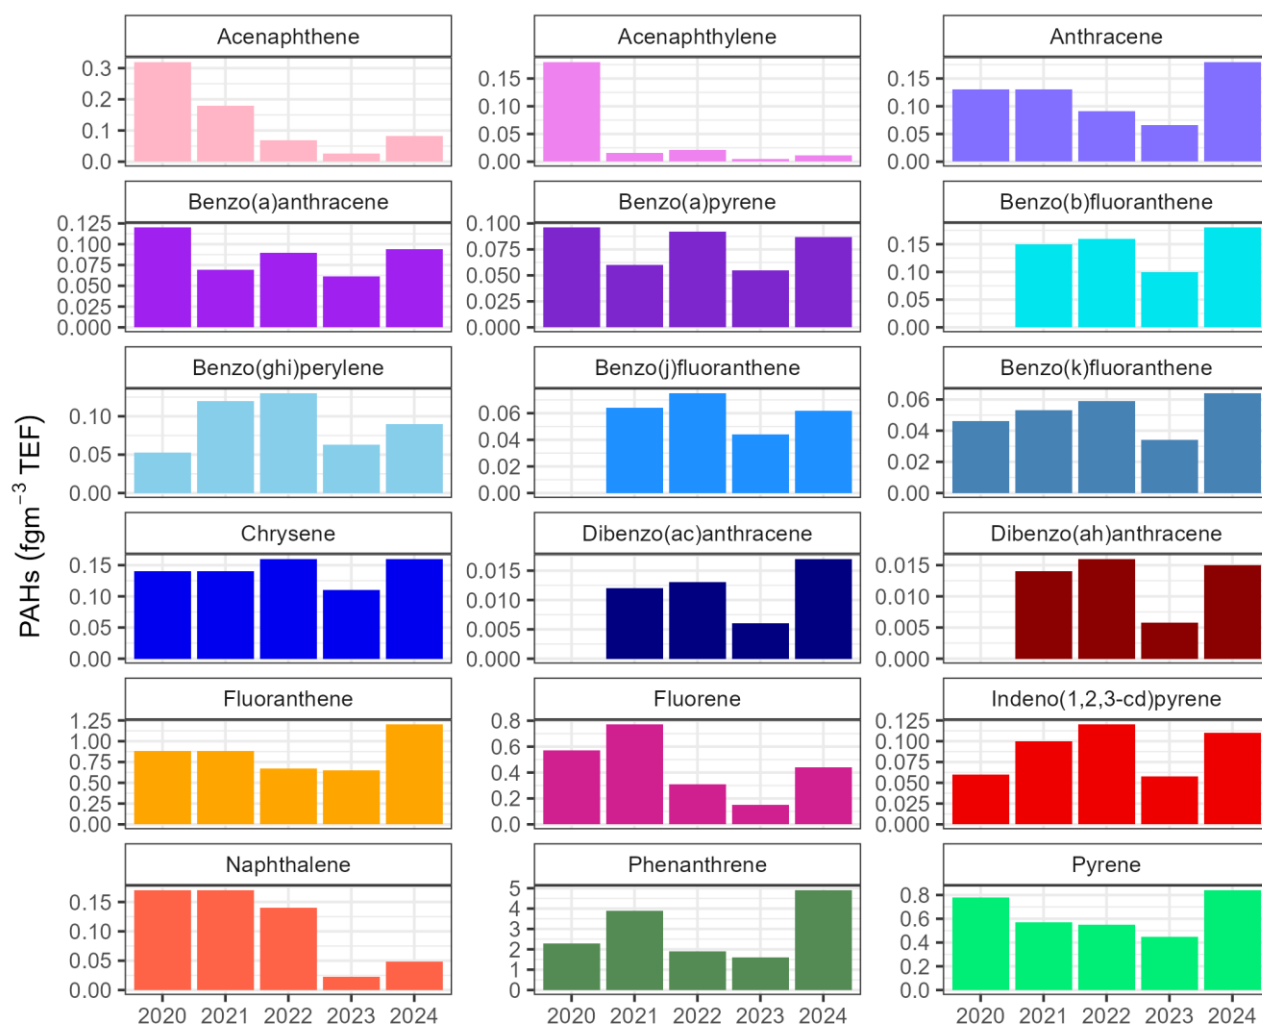 Acenaphthene Acenaphthylene Anthracene
0.3 0.15
0.2 0.10 0.15
0.1 0.05 0.10
0.0 0.00 0.05
0.00
Benzo(a)anthracene Benzo(a)pyrene Benzo(b)fluoranthene
0.125 0.100
0.100 0.075 0.15
0.075 0.050 0.10
0.050 0.025 0.05
0.025 0.000 0.00
0.000
Benzo(ghi)perylene Benzo(j)fluoranthene Benzo(k)fluoranthene
0.10 0.06 0.06
0.05 0.04 0.04
0.00 0.02 0.02
0.00 0.00
PAHs (fgm⁻³ TEF)
Chrysene Dibenzo(ac)anthracene Dibenzo(ah)anthracene
0.15 0.015 0.015
0.10 0.010 0.010
0.05 0.005 0.005
0.00 0.000 0.000
Fluoranthene Fluorene Indeno(1,2,3-cd)pyrene
1.25 0.8 0.125
1.00 0.6 0.100
0.75 0.4 0.075
0.50 0.2 0.050
0.25 0.0 0.025
0.00 0.000
Naphthalene Phenanthrene Pyrene
0.15 5 0.8
0.10 4 0.6
0.05 3 0.4
0.00 2 0.2
1 0.0
0
2020 2021 2022 2023 2024 2020 2021 2022 2023 2024 2020 2021 2022 2023 2024